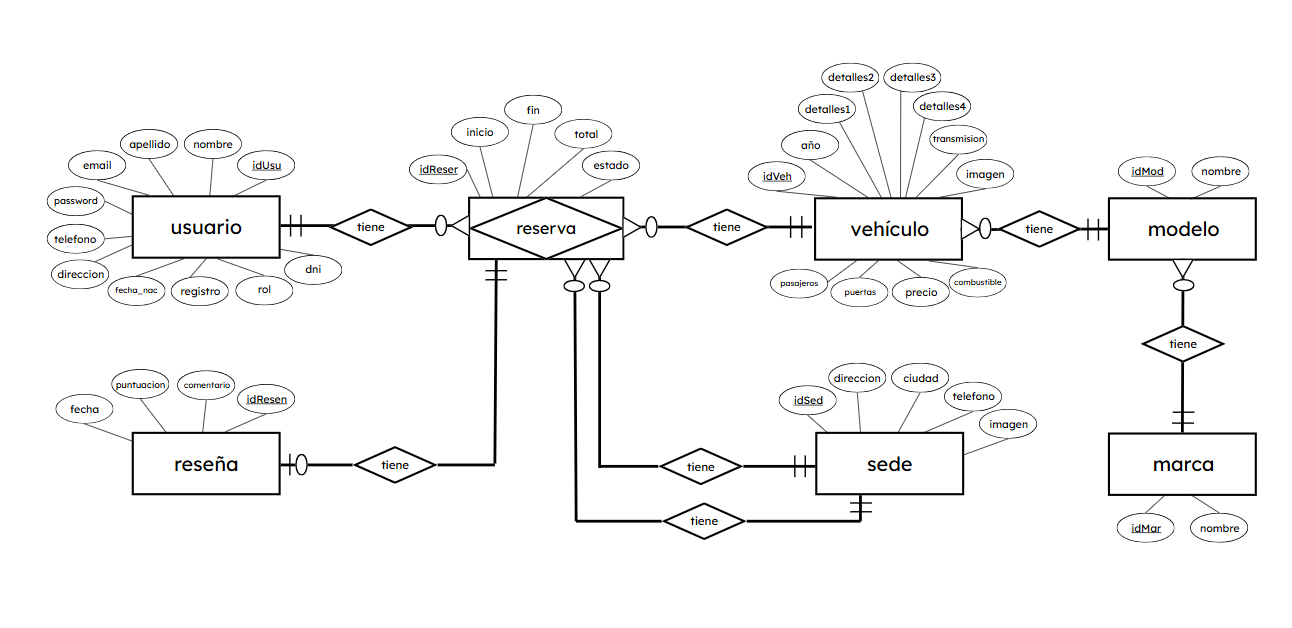 detalles2
detalles3
fin
detalles1
detalles4
inicio
total
apellido
nombre
año
transmision
email
idUsu
idReser
estado
idVeh
imagen
idMod
nombre
password
usuario
tiene
reserva
tiene
vehículo
tiene
modelo
telefono
direccion
dni
fecha_nac
registro
rol
pasajeros
puertas
precio
combustible
tiene
puntuacion
comentario
idResen
fecha
direccion
ciudad
idSed
telefono
imagen
reseña
tiene
tiene
sede
marca
tiene
idMar
nombre